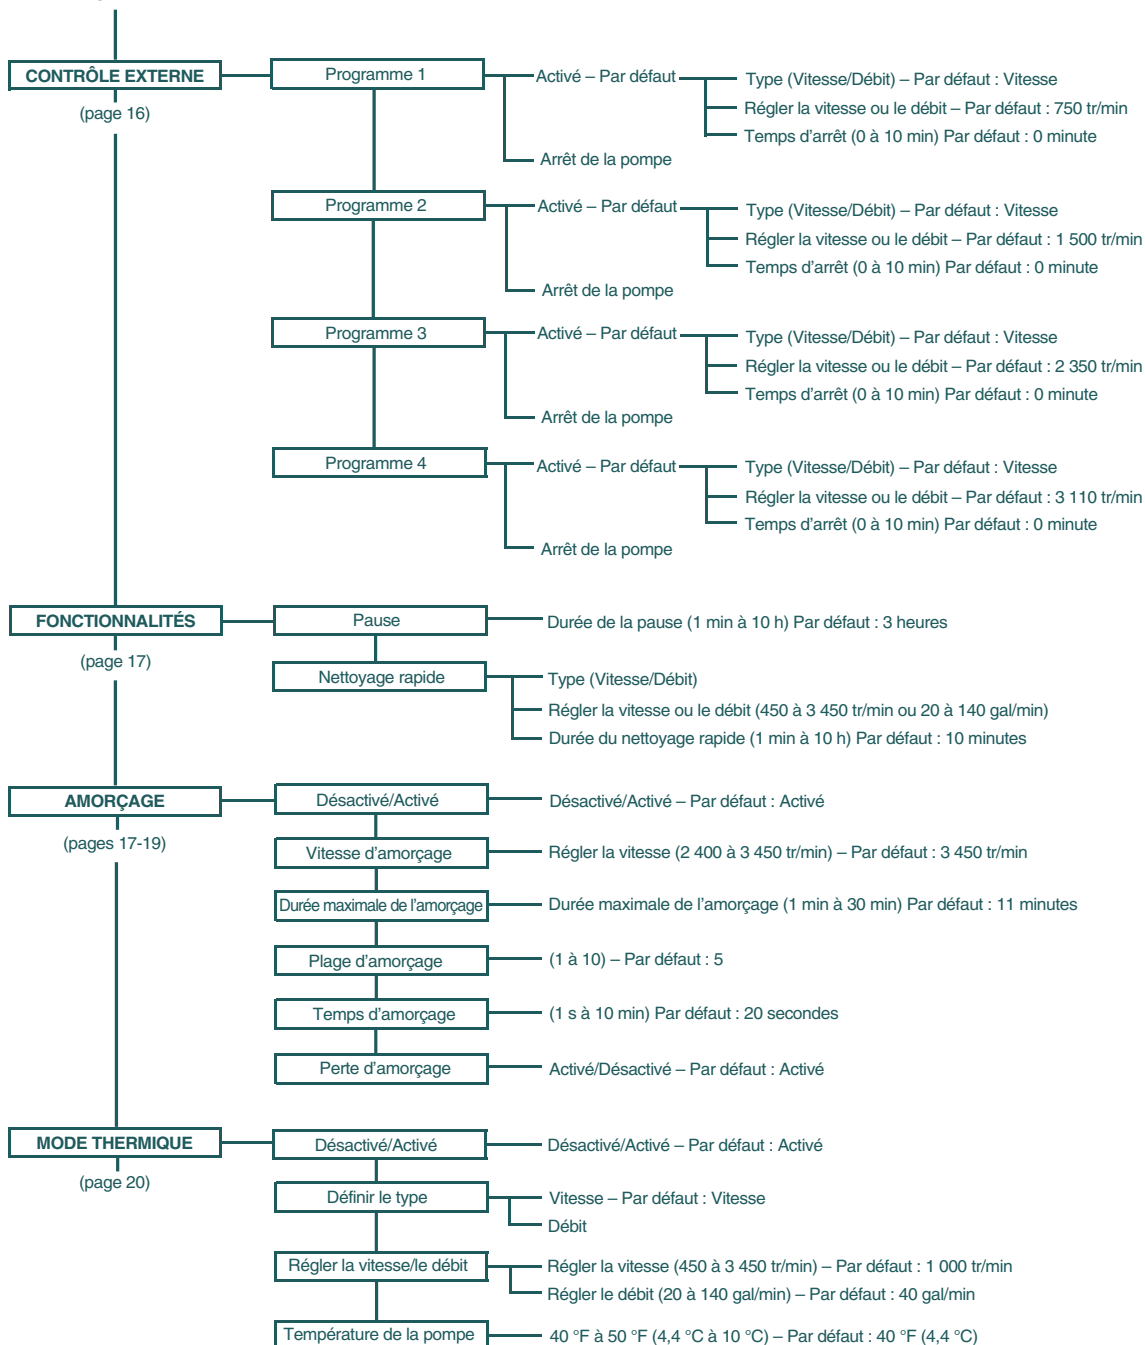 CONTRÔLE EXTERNE
(page 16)
Programme 1
Activé – Par défaut
Type (Vitesse/Débit) – Par défaut : Vitesse
Régler la vitesse ou le débit – Par défaut : 750 tr/min
Temps d'arrêt (0 à 10 min) Par défaut : 0 minute
Arrêt de la pompe
Programme 2
Activé – Par défaut
Type (Vitesse/Débit) – Par défaut : Vitesse
Régler la vitesse ou le débit – Par défaut : 1 500 tr/min
Temps d'arrêt (0 à 10 min) Par défaut : 0 minute
Arrêt de la pompe
Programme 3
Activé – Par défaut
Type (Vitesse/Débit) – Par défaut : Vitesse
Régler la vitesse ou le débit – Par défaut : 2 350 tr/min
Temps d'arrêt (0 à 10 min) Par défaut : 0 minute
Arrêt de la pompe
Programme 4
Activé – Par défaut
Type (Vitesse/Débit) – Par défaut : Vitesse
Régler la vitesse ou le débit – Par défaut : 3 110 tr/min
Temps d'arrêt (0 à 10 min) Par défaut : 0 minute
Arrêt de la pompe
FONCTIONNALITÉS
(page 17)
Pause
Durée de la pause (1 min à 10 h) Par défaut : 3 heures
Nettoyage rapide
Type (Vitesse/Débit)
Régler la vitesse ou le débit (450 à 3 450 tr/min ou 20 à 140 gal/min)
Durée du nettoyage rapide (1 min à 10 h) Par défaut : 10 minutes
AMORÇAGE
(pages 17-19)
Désactivé/Activé
Désactivé/Activé – Par défaut : Activé
Vitesse d'amorçage
Régler la vitesse (2 400 à 3 450 tr/min) – Par défaut : 3 450 tr/min
Durée maximale de l'amorçage
Durée maximale de l'amorçage (1 min à 30 min) Par défaut : 11 minutes
Plage d'amorçage
(1 à 10) – Par défaut : 5
Temps d'amorçage
(1 s à 10 min) Par défaut : 20 secondes
Perte d'amorçage
Activé/Désactivé – Par défaut : Activé
MODE THERMIQUE
(page 20)
Désactivé/Activé
Désactivé/Activé – Par défaut : Activé
Définir le type
Vitesse – Par défaut : Vitesse
Débit
Régler la vitesse/le débit
Régler la vitesse (450 à 3 450 tr/min) – Par défaut : 1 000 tr/min
Régler le débit (20 à 140 gal/min) – Par défaut : 40 gal/min
Température de la pompe
40 °F à 50 °F (4,4 °C à 10 °C) – Par défaut : 40 °F (4,4 °C)